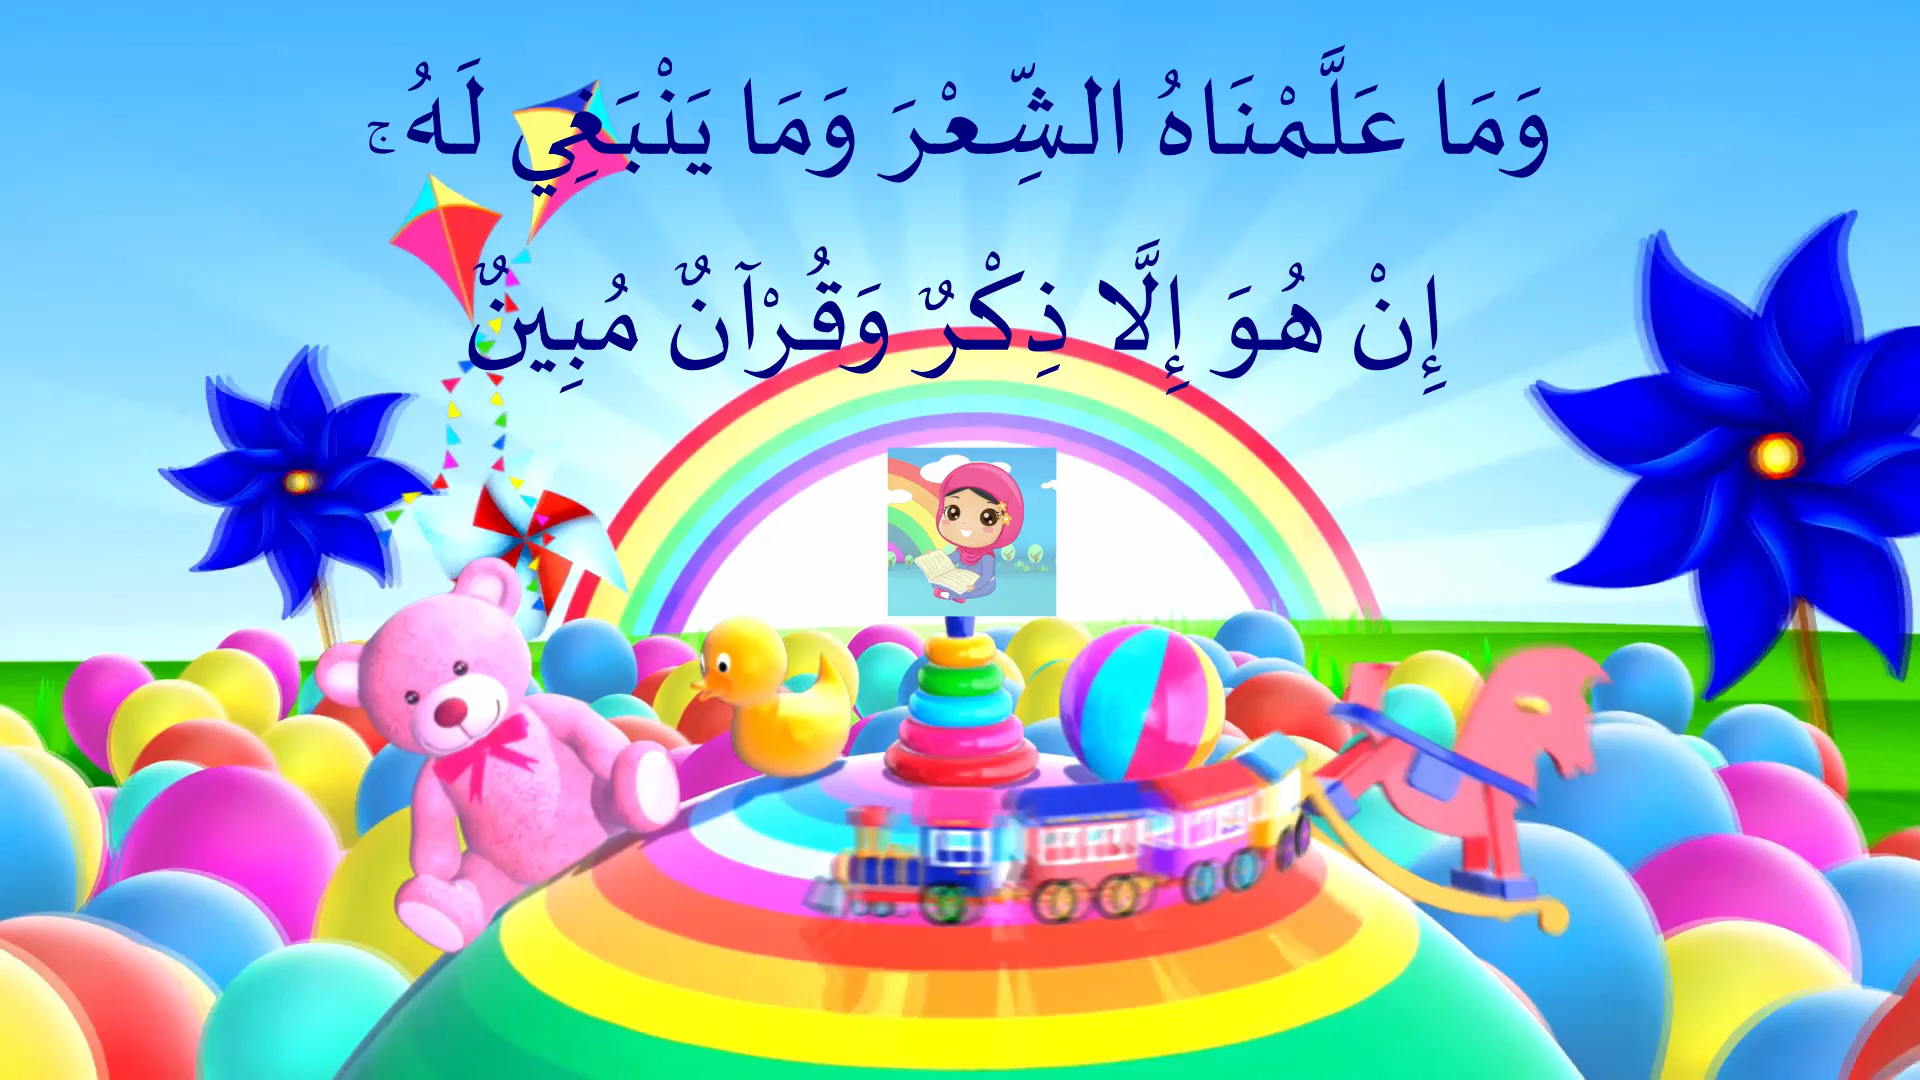 وَمَا عَلَّمْنَاهُ الشِّعْرَ وَمَا يَنْبَغِي لَهُ ۚ
إِنْ هُوَ إِلَّا ذِكْرٌ وَقُرْآنٌ مُبِينٌ